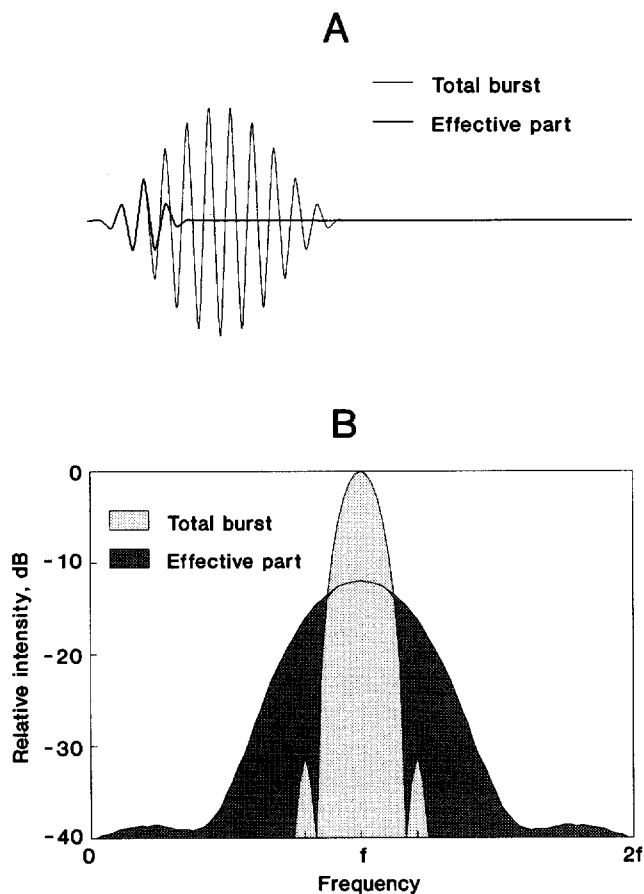 A
Total burst
Effective part
B
0
-10
-20
-30
-40
Relative intensity, dB
Total burst
Effective part
0 f 2f
Frequency